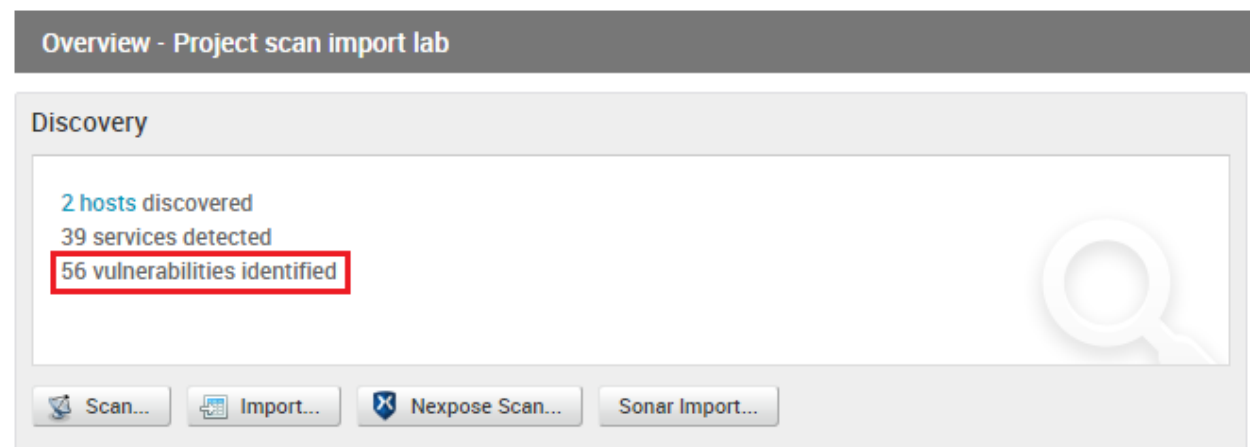 Overview - Project scan import lab
Discovery
2 hosts discovered
39 services detected
56 vulnerabilities identified
Scan... Import... Nexpose Scan... Sonar Import...